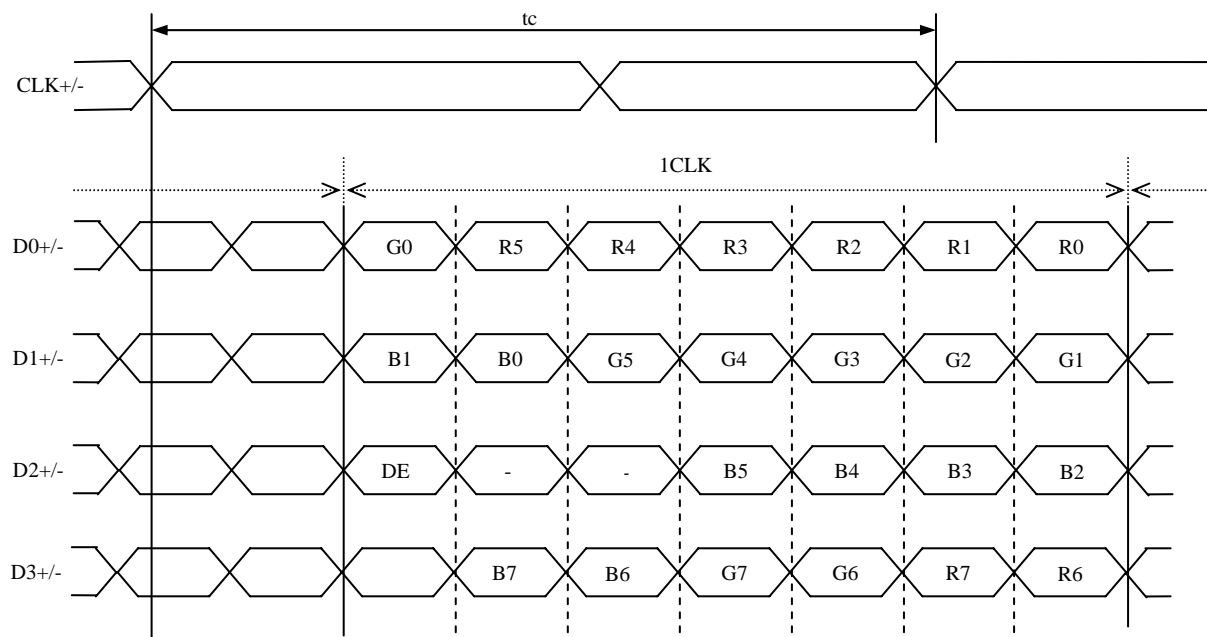 tc
CLK+/-
1CLK
D0+/- G0 R5 R4 R3 R2 R1 R0
D1+/- B1 B0 G5 G4 G3 G2 G1
D2+/- DE - - B5 B4 B3 B2
D3+/- B7 B6 G7 G6 R7 R6